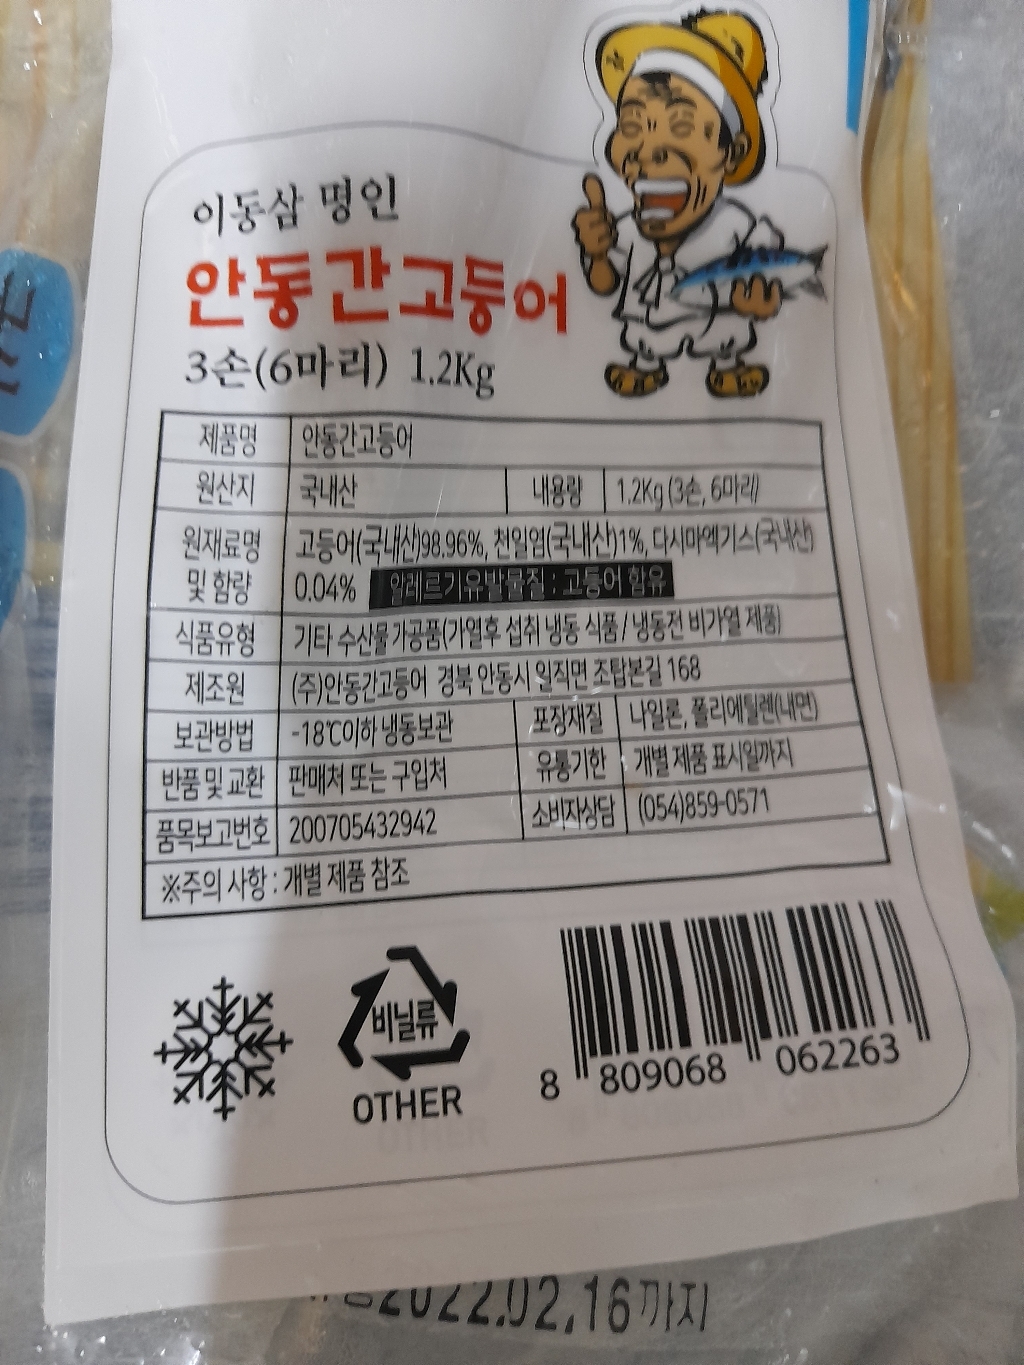 이동삼 명인
안동간고등어
3손(6마리) 1.2Kg
제품명 안동간고등어
원산지 국내산 내용량 1.2Kg (3손, 6마리)
원재료명 및 함량 고등어(국내산)98.96%, 천일염(국내산)1%, 다시마엑기스(국내산)
0.04% 알레르기유발물질 : 고등어 함유
식품유형 기타 수산물 가공품(가열후 섭취 냉동 식품 / 냉동전 비가열 제품)
제조원 (주)안동간고등어 경북 안동시 일직면 조탑본길 168
보관방법 -18℃이하 냉동보관 포장재질 나일론, 폴리에틸렌(내면)
반품 및 교환 판매처 또는 구입처 유통기한 개별 제품 표시일까지
품목보고번호 200705432942 소비자상담 (054)859-0571
※주의 사항 : 개별 제품 참조
비닐류
OTHER
8 809068 062263
2022.02.16까지